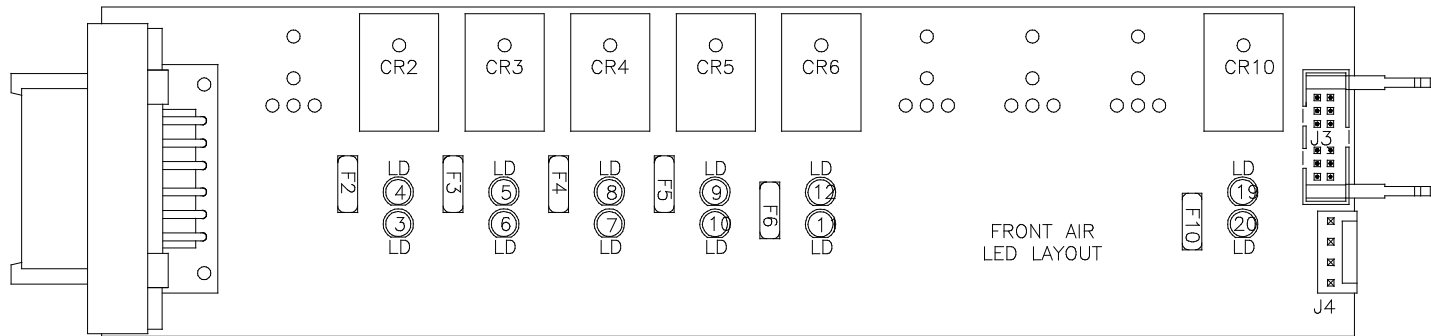 CR2 CR3 CR4 CR5 CR6 CR10
J3
LD LD LD LD LD LD
F2 4 F3 5 F4 8 F5 9 F6 12 F10 19
3 6 7 10 11 20
LD LD LD LD LD LD
FRONT AIR
LED LAYOUT
J4